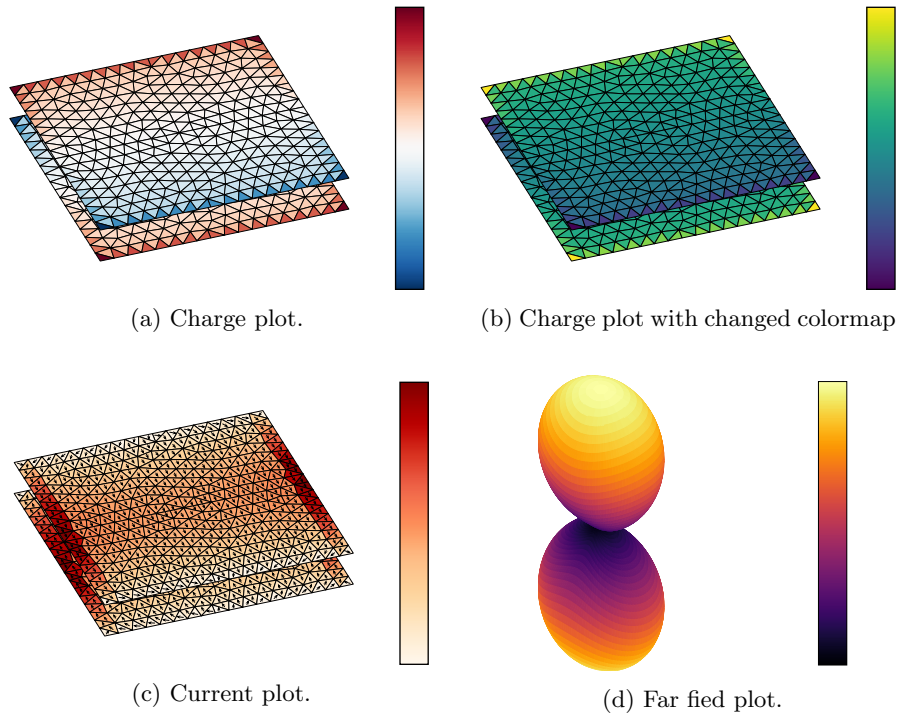 (a) Charge plot.
(b) Charge plot with changed colormap
(c) Current plot.
(d) Far fied plot.